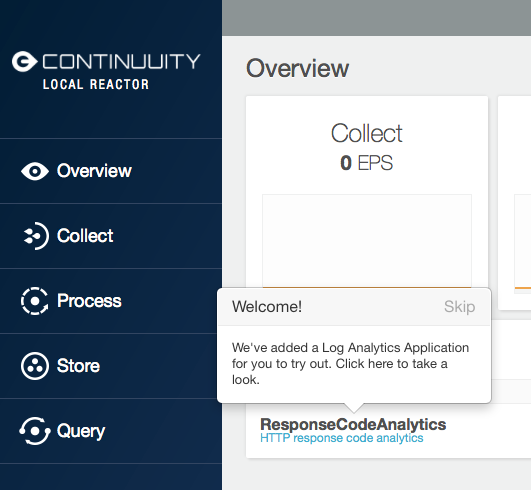 CONTINUUITY
LOCAL REACTOR
Overview
Collect
Process
Store
Query
Overview
Collect
0 EPS
Welcome!
Skip
We've added a Log Analytics Application
for you to try out. Click here to take a
look.
ResponseCodeAnalytics
HTTP response code analytics